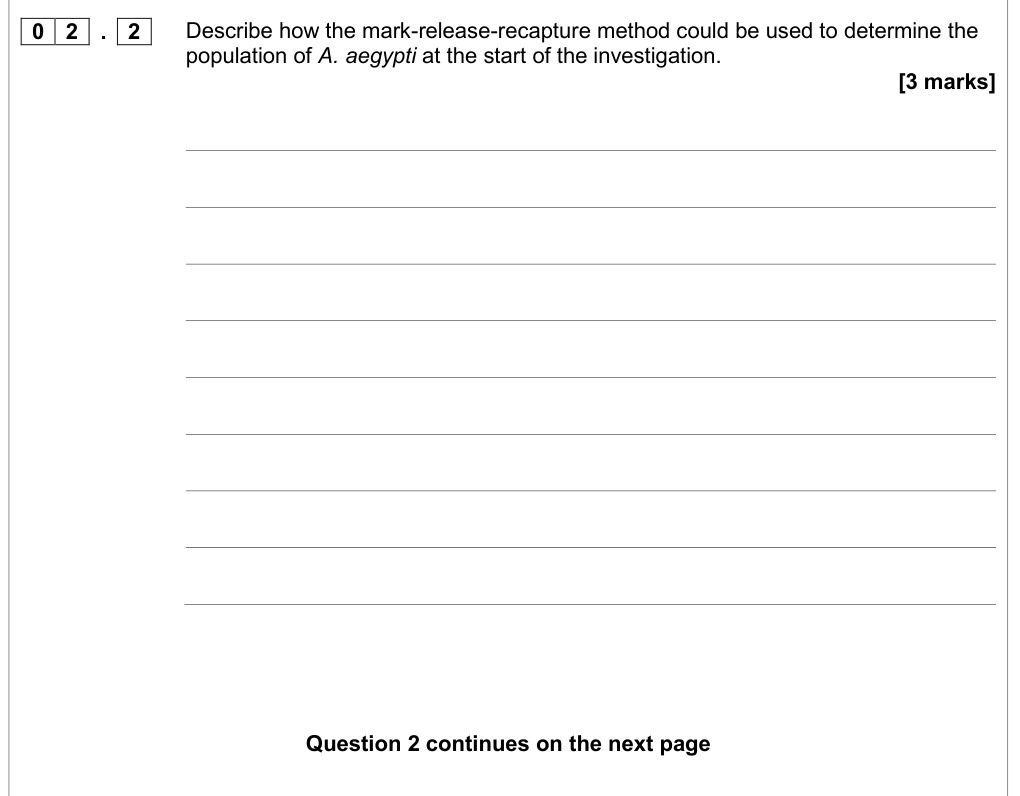 0 2 . 2 Describe how the mark-release-recapture method could be used to determine the
population of A. aegypti at the start of the investigation.
[3 marks]
Question 2 continues on the next page